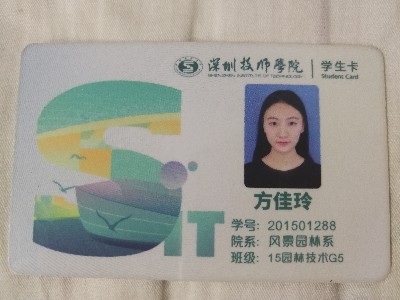 深圳技师学院 学生卡
SHENZHEN INSTITUTE OF TECHNOLOGY Student Card
SiT
方佳玲
学号: 201501288
院系: 风景园林系
班级: 15园林技术G5